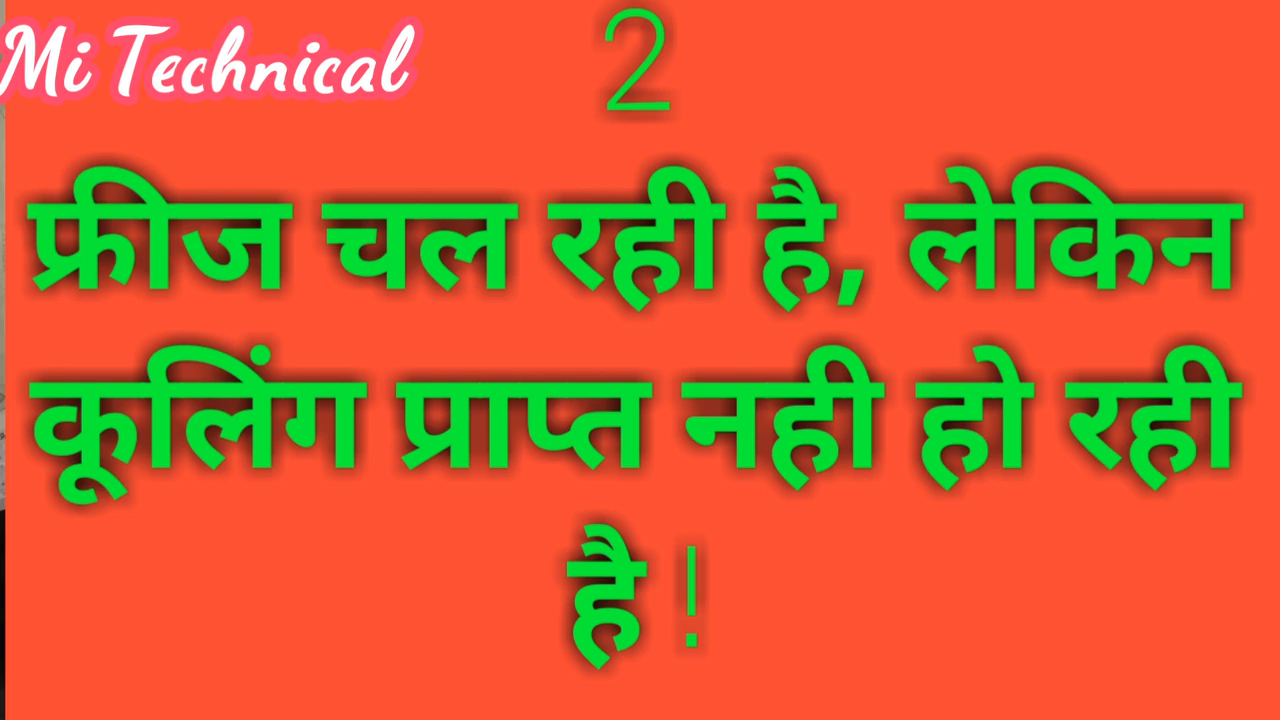 Mi Technical
2
फ्रीज चल रही है, लेकिन
कूलिंग प्राप्त नही हो रही
है !